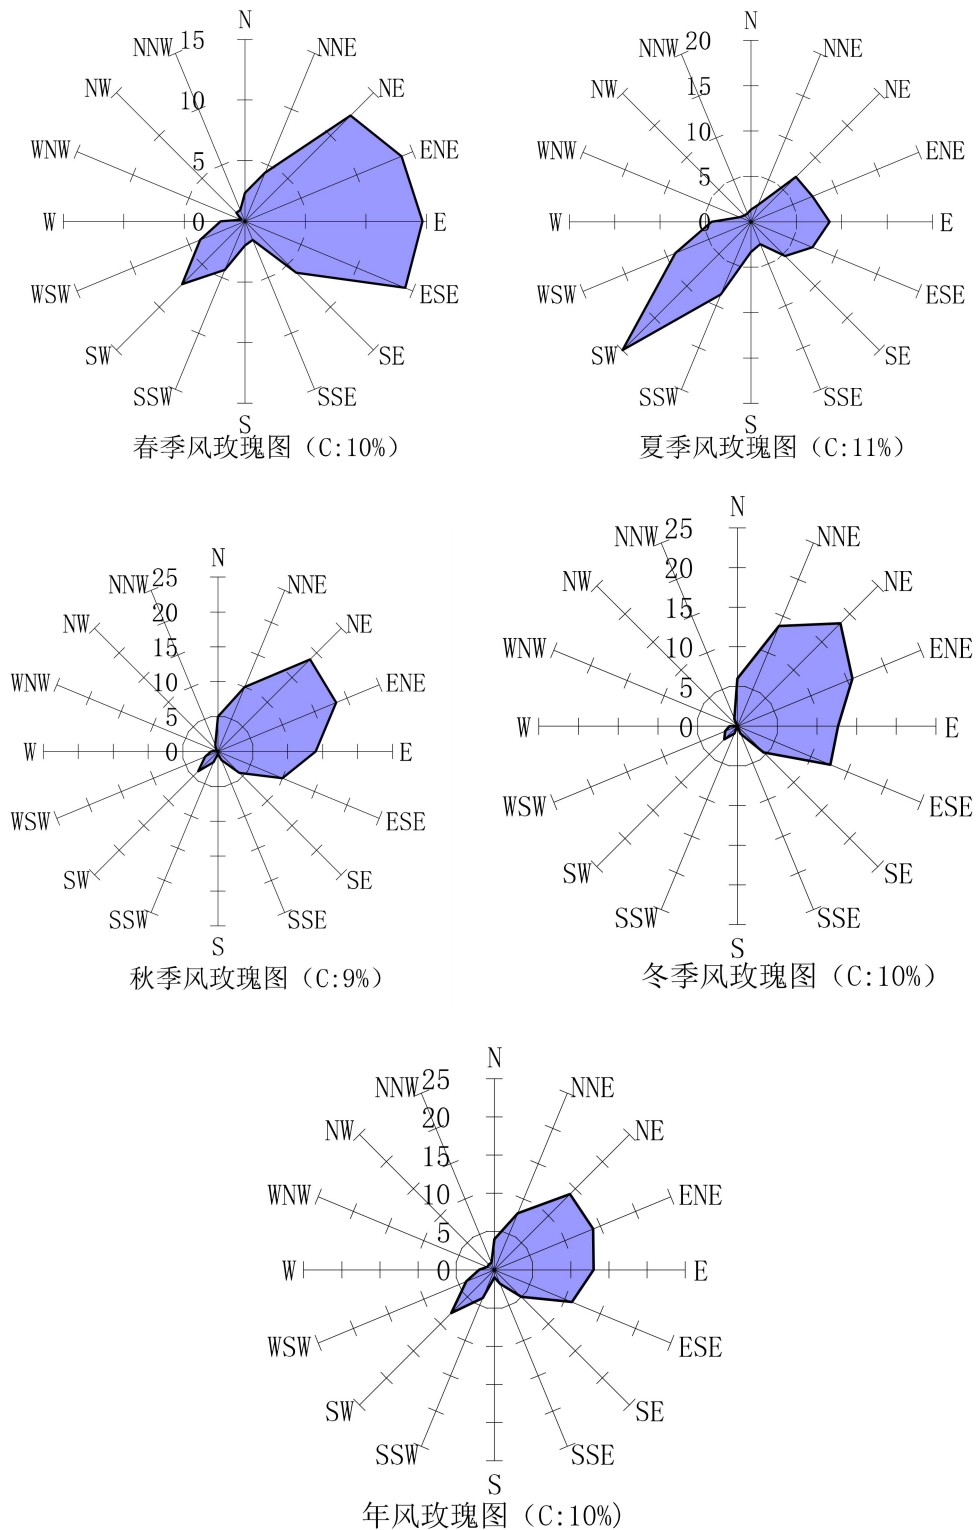 N
15
NNW
NNE
NW
10
NE
WNW
5
ENE
W
0
E
WSW
ESE
SW
SE
SSW
SSE
S
春季风玫瑰图（C:10%）
N
20
NNW
NNE
NW
15
NE
10
WNW
5
ENE
W
0
E
WSW
ESE
SW
SE
SSW
SSE
S
夏季风玫瑰图（C:11%）
N
25
NNW
NNE
20
NW
NE
15
WNW
10
ENE
5
W
0
E
WSW
ESE
SW
SE
SSW
SSE
S
秋季风玫瑰图（C:9%）
N
25
NNW
NNE
20
NW
NE
15
WNW
10
ENE
5
W
0
E
WSW
ESE
SW
SE
SSW
SSE
S
冬季风玫瑰图（C:10%）
N
25
NNW
NNE
20
NW
NE
15
WNW
10
ENE
5
W
0
E
WSW
ESE
SW
SE
SSW
SSE
S
年风玫瑰图（C:10%）